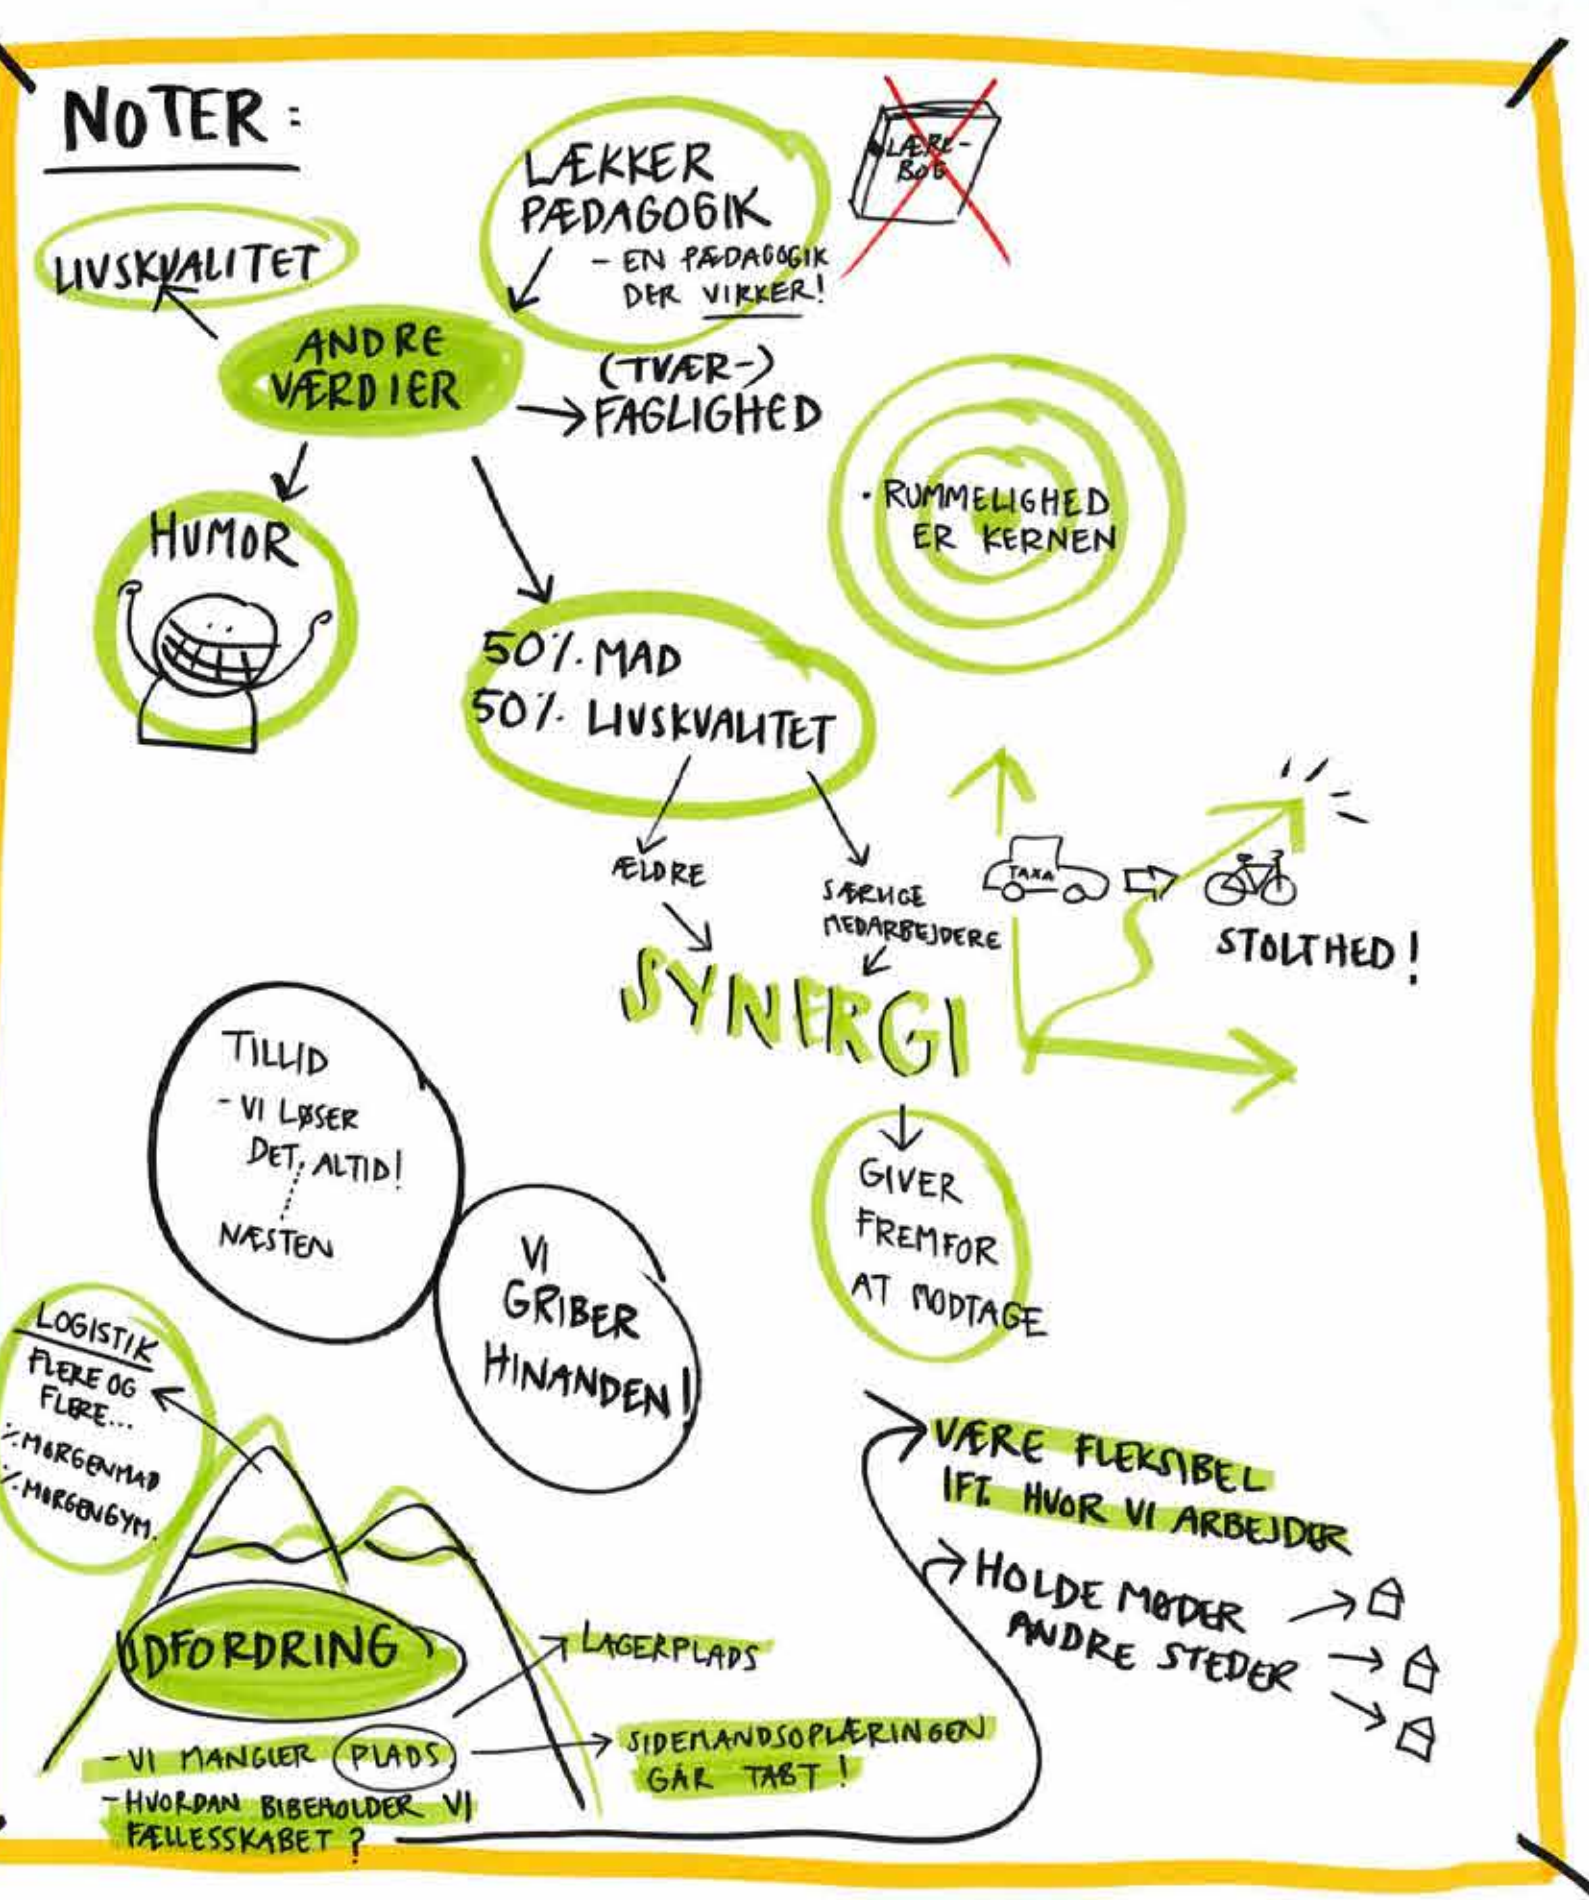 NOTER:
LIVSKVALITET
LÆKKER
PÆDAGOGIK
- EN PÆDAGOGIK
DER VIRKER!
LÆRE-
BOG
ANDRE
VÆRDIER
(TVÆR-)
FAGLIGHED
HUMOR
· RUMMELIGHED
ER KERNEN
50% MAD
50% LIVSKVALITET
ÆLDRE
SÆRLIGE
MEDARBEJDERE
SYNERGI
TAXA
STOLTHED!
GIVER
FREMFOR
AT MODTAGE
TILLID
- VI LØSER
DET, ALTID!
NÆSTEN
VI
GRIBER
HINANDEN!
LOGISTIK
FLERE OG
FLERE...
·/. MORGENMAD
·/. MORGENGYM.
UDFORDRING
- VI MANGLER PLADS
- HVORDAN BIBEHOLDER VI
FÆLLESSKABET?
LAGERPLADS
SIDEMANDSOPLÆRINGEN
GÅR TABT!
VÆRE FLEKSIBEL
IFT. HVOR VI ARBEJDER
HOLDE MØDER
ANDRE STEDER